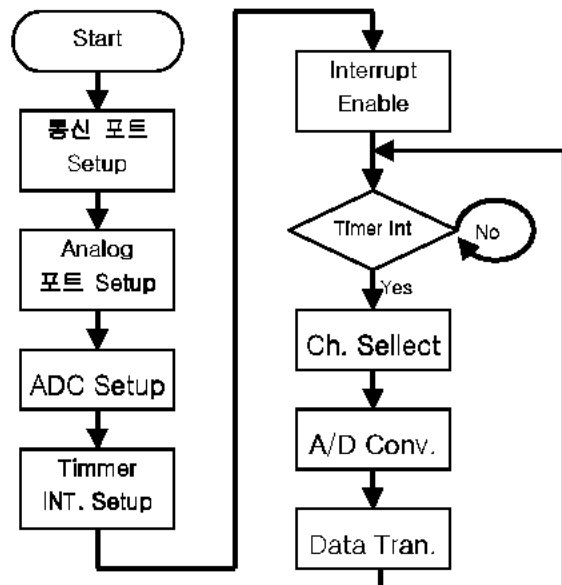 Start
통신 포트
Setup
Analog
포트 Setup
ADC Setup
Timmer
INT. Setup
Interrupt
Enable
Timer Int
No
Yes
Ch. Sellect
A/D Conv.
Data Tran.